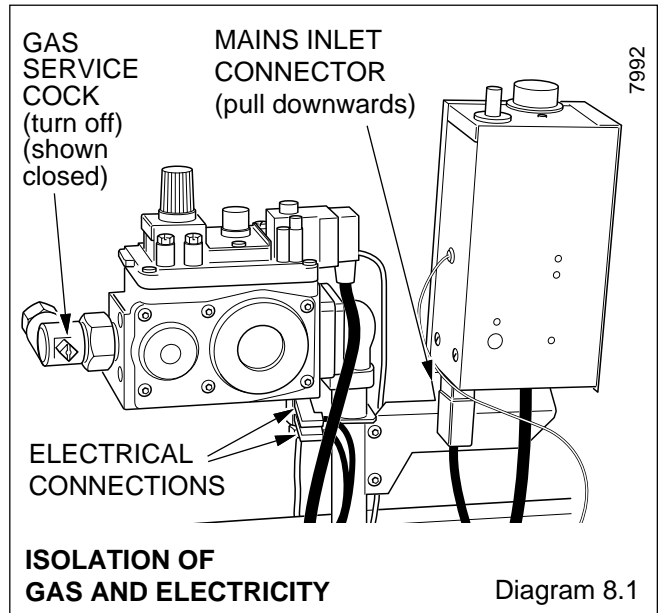 GAS
SERVICE
COCK
(turn off)
(shown
closed)
MAINS INLET
CONNECTOR
(pull downwards)
7992
ELECTRICAL
CONNECTIONS
ISOLATION OF
GAS AND ELECTRICITY
Diagram 8.1